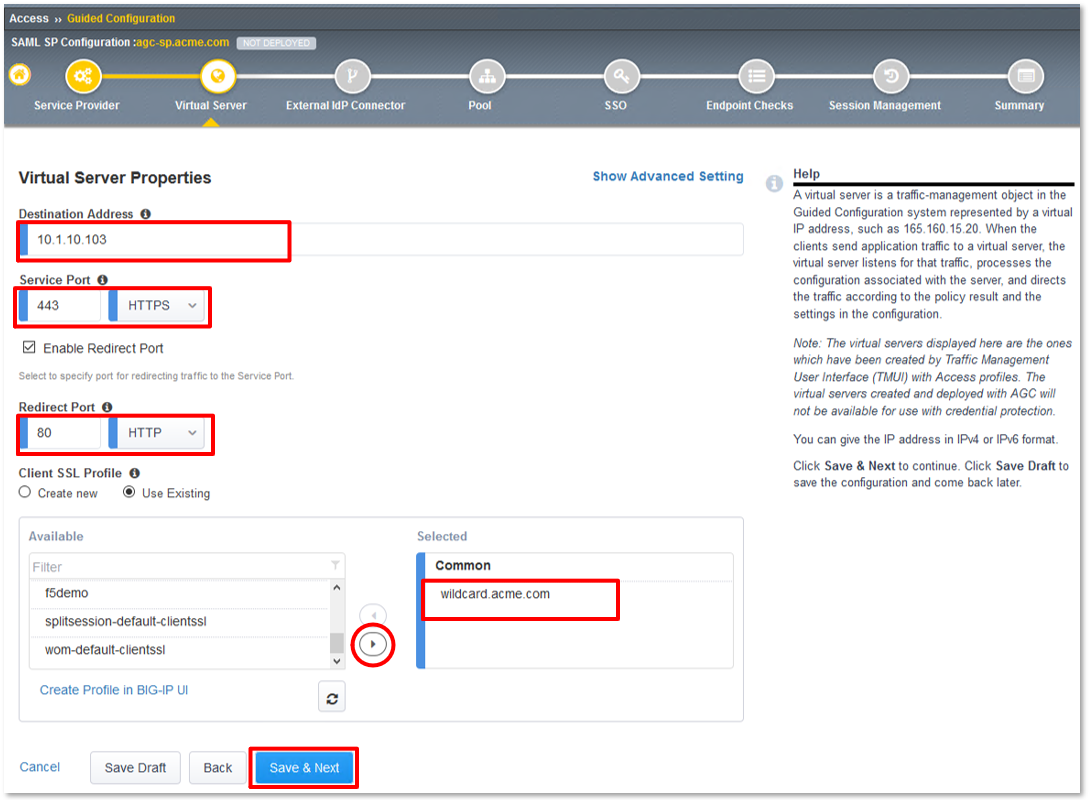 Access ›› Guided Configuration
SAML SP Configuration :agc-sp.acme.com NOT DEPLOYED
Service Provider Virtual Server External IdP Connector Pool SSO Endpoint Checks Session Management Summary
Virtual Server Properties
Show Advanced Setting
Destination Address
10.1.10.103
Service Port
443 HTTPS
Enable Redirect Port
Select to specify port for redirecting traffic to the Service Port.
Redirect Port
80 HTTP
Client SSL Profile
Create new Use Existing
Available
Filter
f5demo
splitsession-default-clientssl
wom-default-clientssl
Create Profile in BIG-IP UI
Selected
Common
wildcard.acme.com
Cancel Save Draft Back Save & Next
Help
A virtual server is a traffic-management object in the
Guided Configuration system represented by a virtual
IP address, such as 165.160.15.20. When the
clients send application traffic to a virtual server, the
virtual server listens for that traffic, processes the
configuration associated with the server, and directs
the traffic according to the policy result and the
settings in the configuration.
Note: The virtual servers displayed here are the ones
which have been created by Traffic Management
User Interface (TMUI) with Access profiles. The
virtual servers created and deployed with AGC will
not be available for use with credential protection.
You can give the IP address in IPv4 or IPv6 format.
Click Save & Next to continue. Click Save Draft to
save the configuration and come back later.